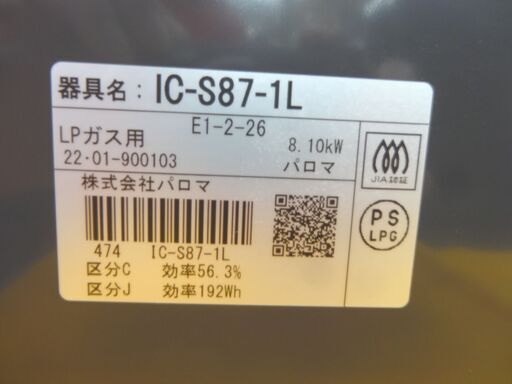 器具名：IC-S87-1L
E1-2-26
LPガス用 8.10kW
22・01-900103 パロマ
JIA認証
株式会社パロマ
PS
LPG
474 IC-S87-1L
区分C 効率56.3%
区分J 効率192Wh